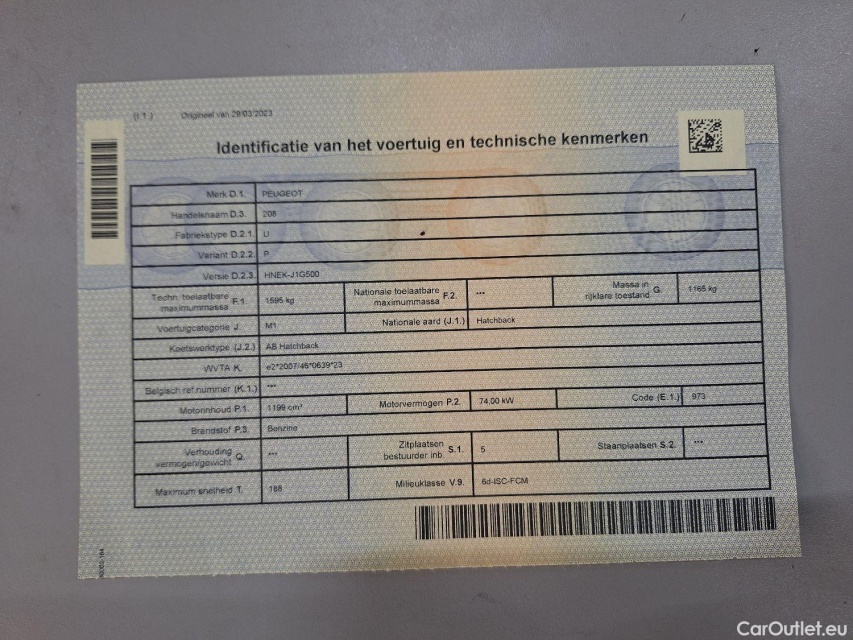 (I.1.) Origineel van 29/03/2023
Identificatie van het voertuig en technische kenmerken
Merk D.1. PEUGEOT
Handelsnaam D.3. 208
Fabriekstype D.2.1. U
Variant D.2.2. P
Versie D.2.3. HNEK-J1G500
Techn. toelaatbare maximummassa F.1. 1595 kg Nationale toelaatbare maximummassa F.2. --- Massa in rijklare toestand G. 1165 kg
Voertuigcategorie J. M1 Nationale aard (J.1.) Hatchback
Koetswerktype (J.2.) AB Hatchback
WVTA K. e2*2007/46*0639*23
Belgisch ref.nummer (K.1.) ---
Motorinhoud P.1. 1199 cm³ Motorvermogen P.2. 74,00 kW Code (E.1.) 973
Brandstof P.3. Benzine
Verhouding vermogen/gewicht Q. --- Zitplaatsen bestuurder inb. S.1. 5 Staanplaatsen S.2. ---
Maximum snelheid T. 188 Milieuklasse V.9. 6d-ISC-FCM
CarOutlet.eu